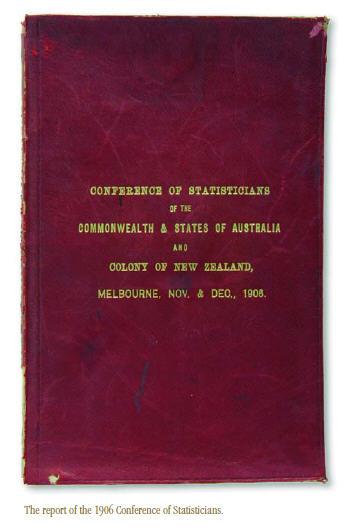 CONFERENCE OF STATISTICIANS
OF THE
COMMONWEALTH & STATES OF AUSTRALIA
AND
COLONY OF NEW ZEALAND,
MELBOURNE, NOV. & DEC., 1906.
The report of the 1906 Conference of Statisticians.